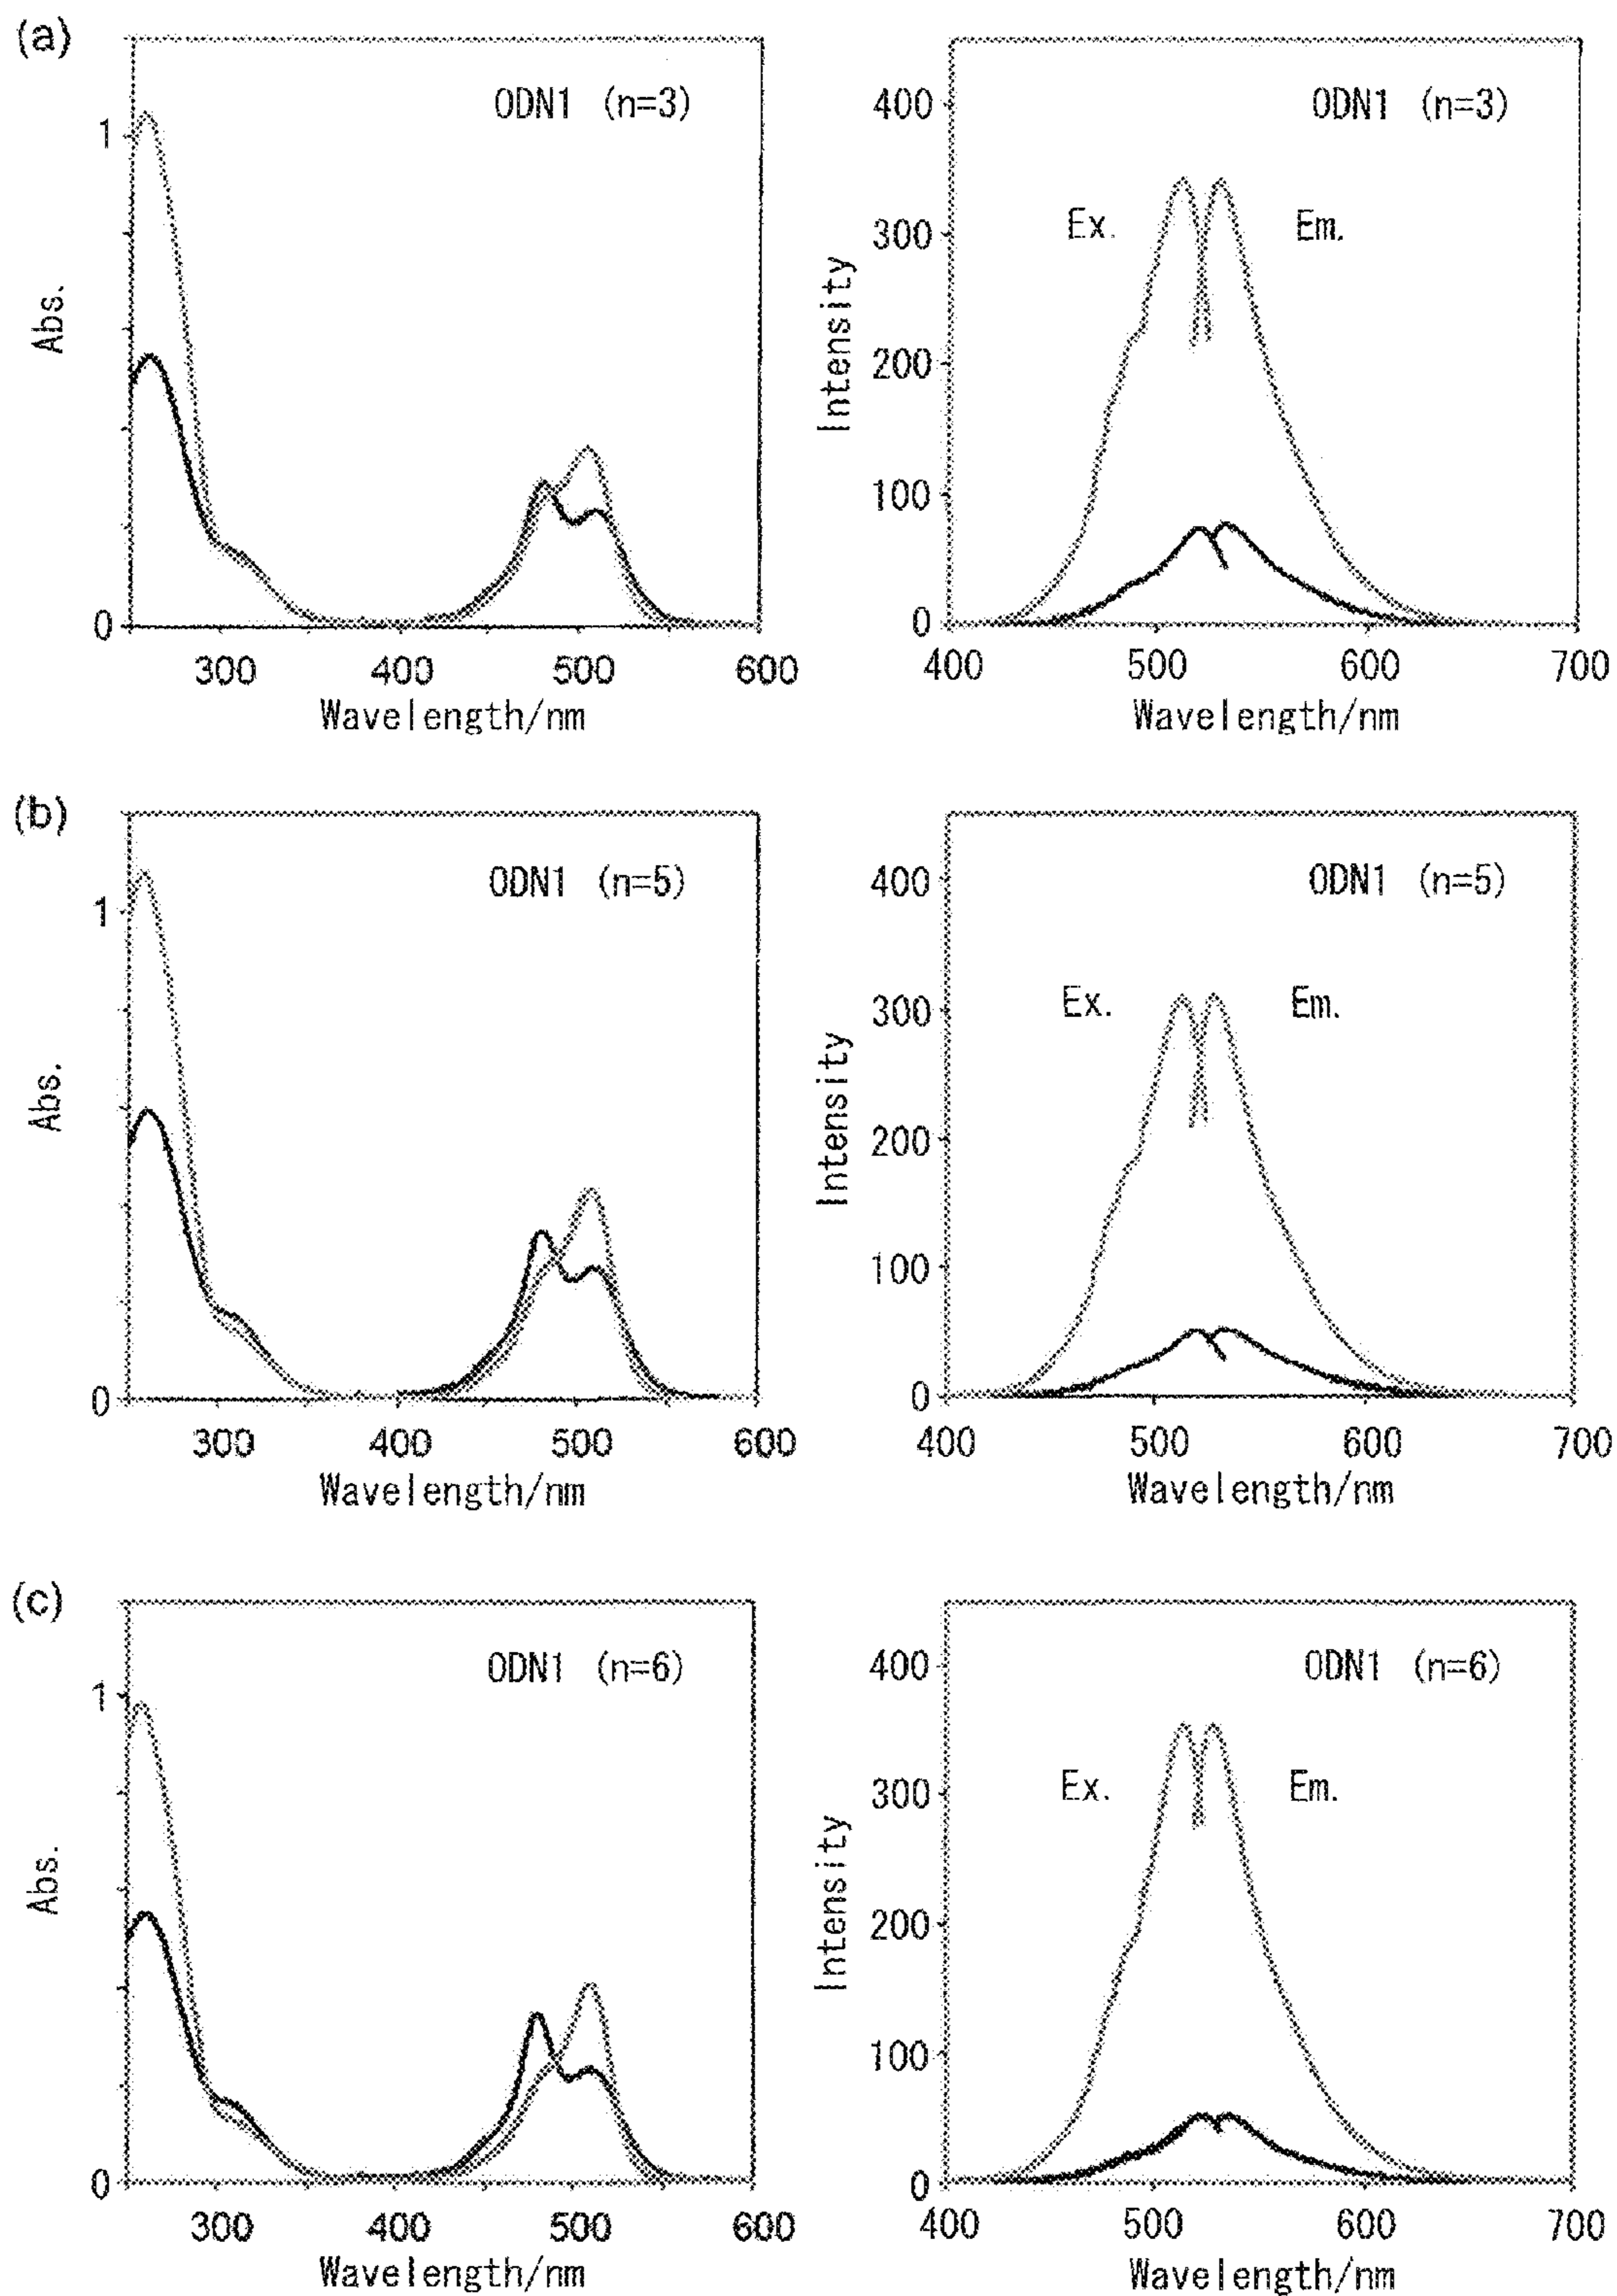 (a)
ODN1 (n=3)
Abs.
1
0
300 400 500 600
Wavelength/nm
ODN1 (n=3)
Ex. Em.
Intensity
400
300
200
100
0
400 500 600 700
Wavelength/nm
(b)
ODN1 (n=5)
Abs.
1
0
300 400 500 600
Wavelength/nm
ODN1 (n=5)
Ex. Em.
Intensity
400
300
200
100
0
400 500 600 700
Wavelength/nm
(c)
ODN1 (n=6)
Abs.
1
0
300 400 500 600
Wavelength/nm
ODN1 (n=6)
Ex. Em.
Intensity
400
300
200
100
0
400 500 600 700
Wavelength/nm